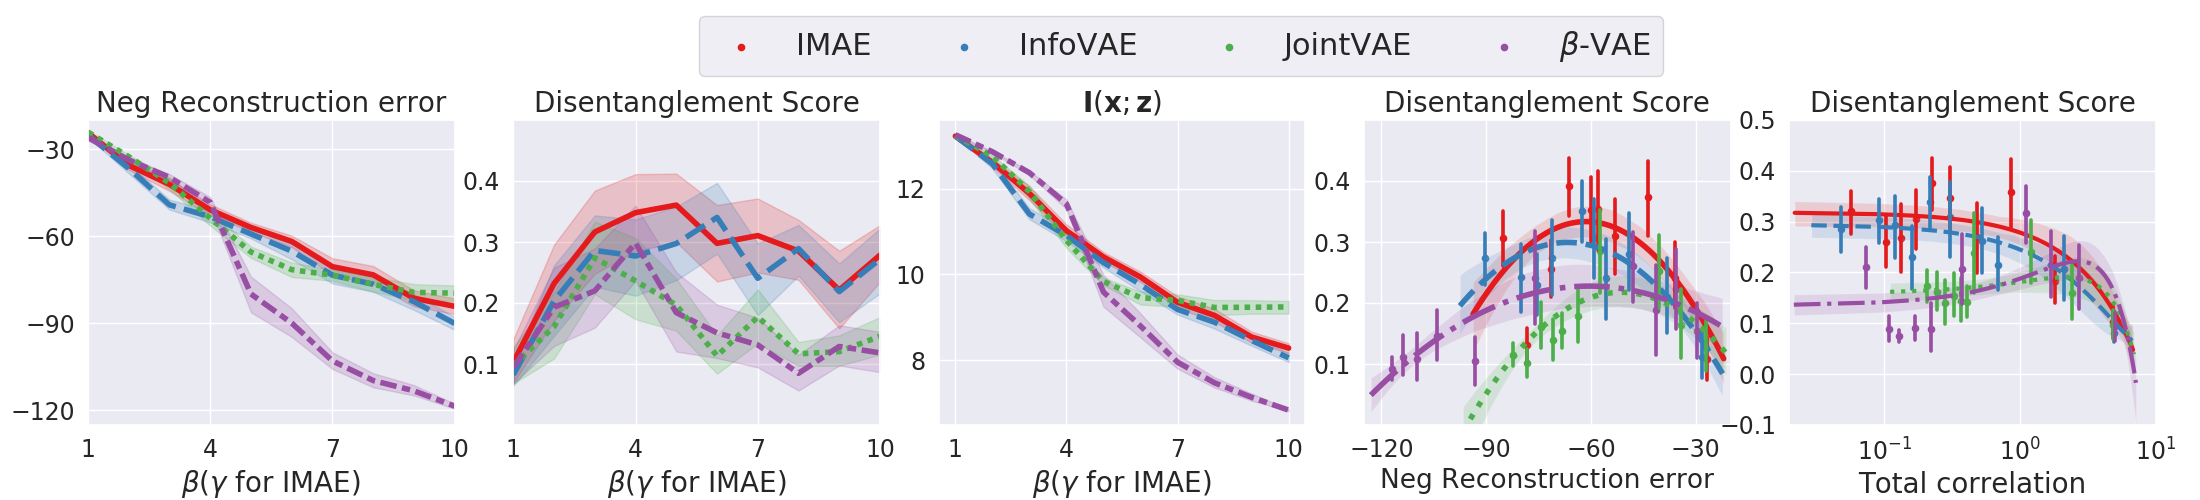 IMAE InfoVAE JointVAE β-VAE
Neg Reconstruction error
−30
−60
−90
−120
1 4 7 10
β(γ for IMAE)
Disentanglement Score
0.4
0.3
0.2
0.1
1 4 7 10
β(γ for IMAE)
I(x; z)
12
10
8
1 4 7 10
β(γ for IMAE)
Disentanglement Score
0.4
0.3
0.2
0.1
−120 −90 −60 −30
Neg Reconstruction error
Disentanglement Score
0.5
0.4
0.3
0.2
0.1
0.0
−0.1
10⁻¹ 10⁰ 10¹
Total correlation